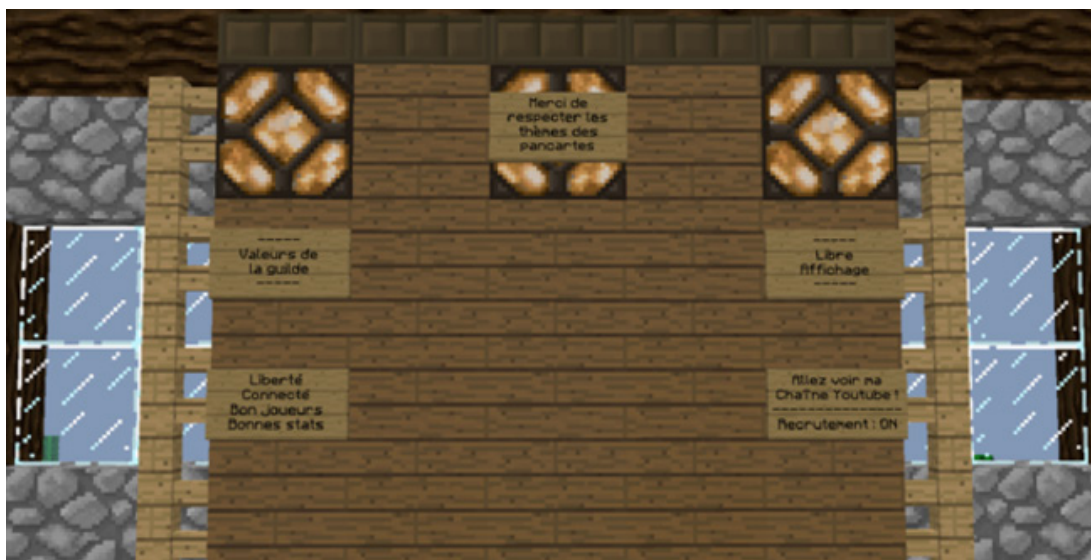 Merci de
respecter les
thèmes des
pancartes
-----
Valeurs de
la guilde
-----
-----
Libre
Affichage
-----
Liberté
Connecté
Bon joueurs
Bonnes stats
Allez voir ma
Chaîne Youtube !
---------------
Recrutement : ON